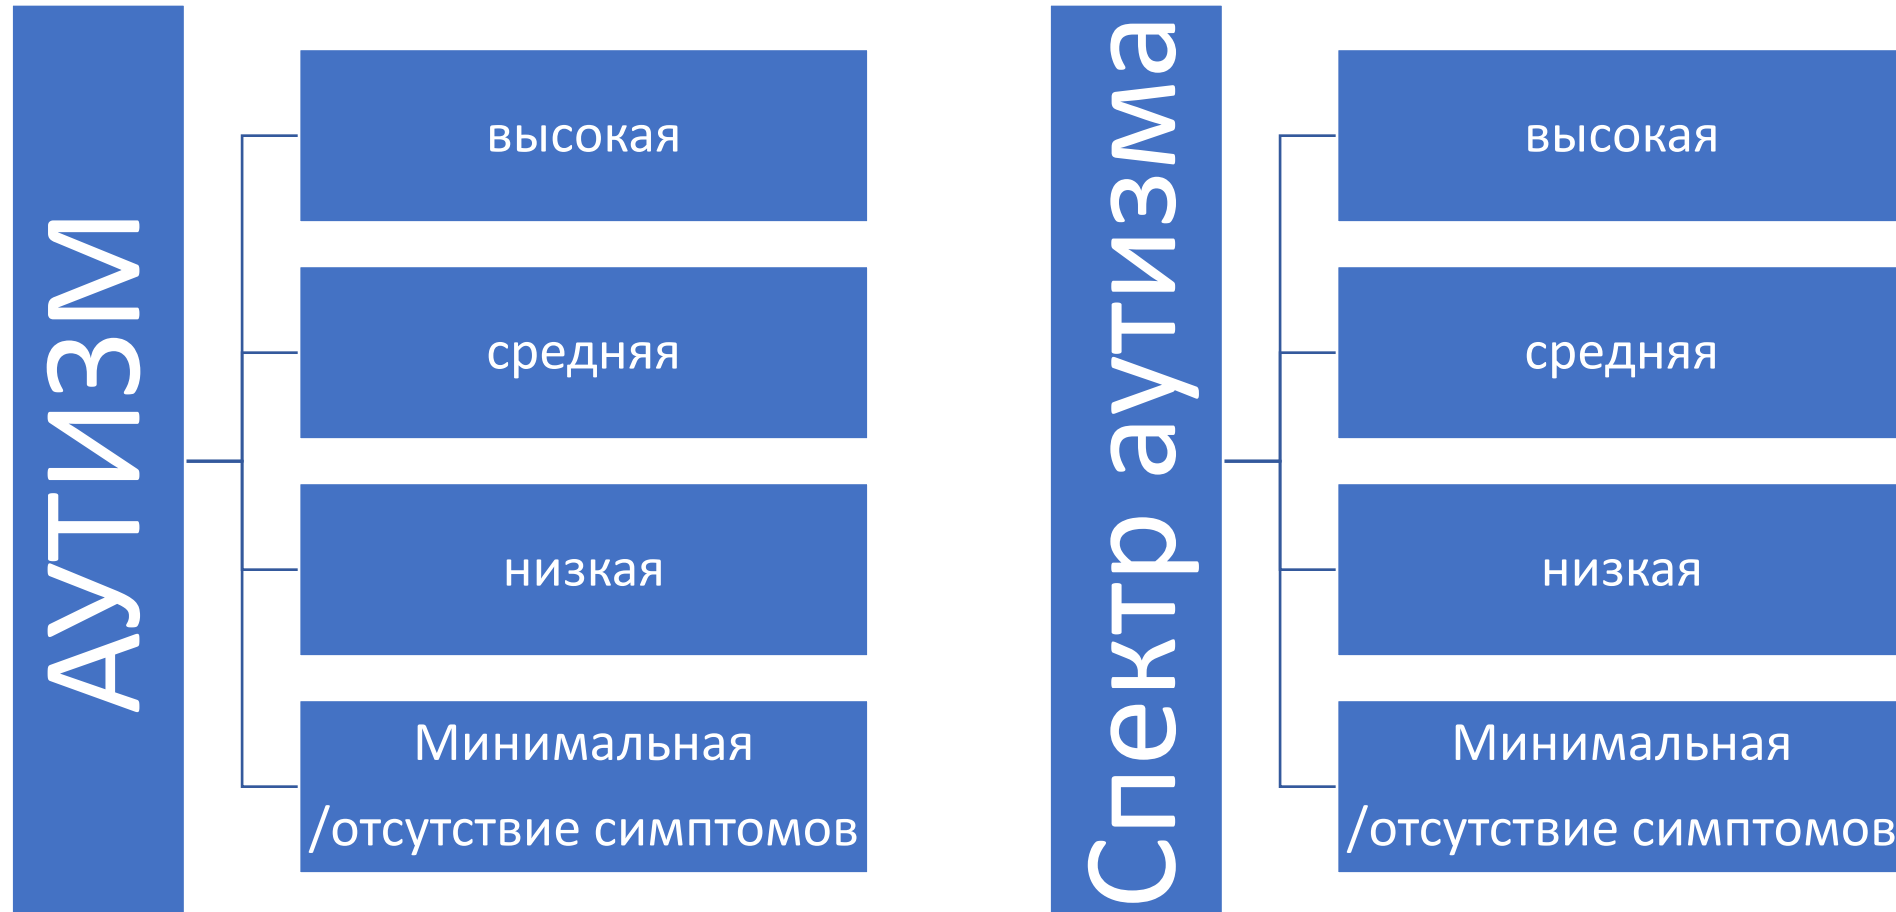 АУТИЗМ
высокая
средняя
низкая
Минимальная
/отсутствие симптомов
Спектр аутизма
высокая
средняя
низкая
Минимальная
/отсутствие симптомов